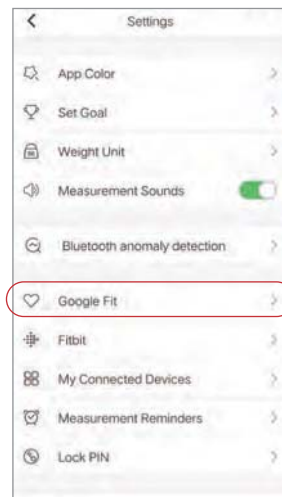 Settings
App Color
Set Goal
Weight Unit
Measurement Sounds
Bluetooth anomaly detection
Google Fit
Fitbit
My Connected Devices
Measurement Reminders
Lock PIN